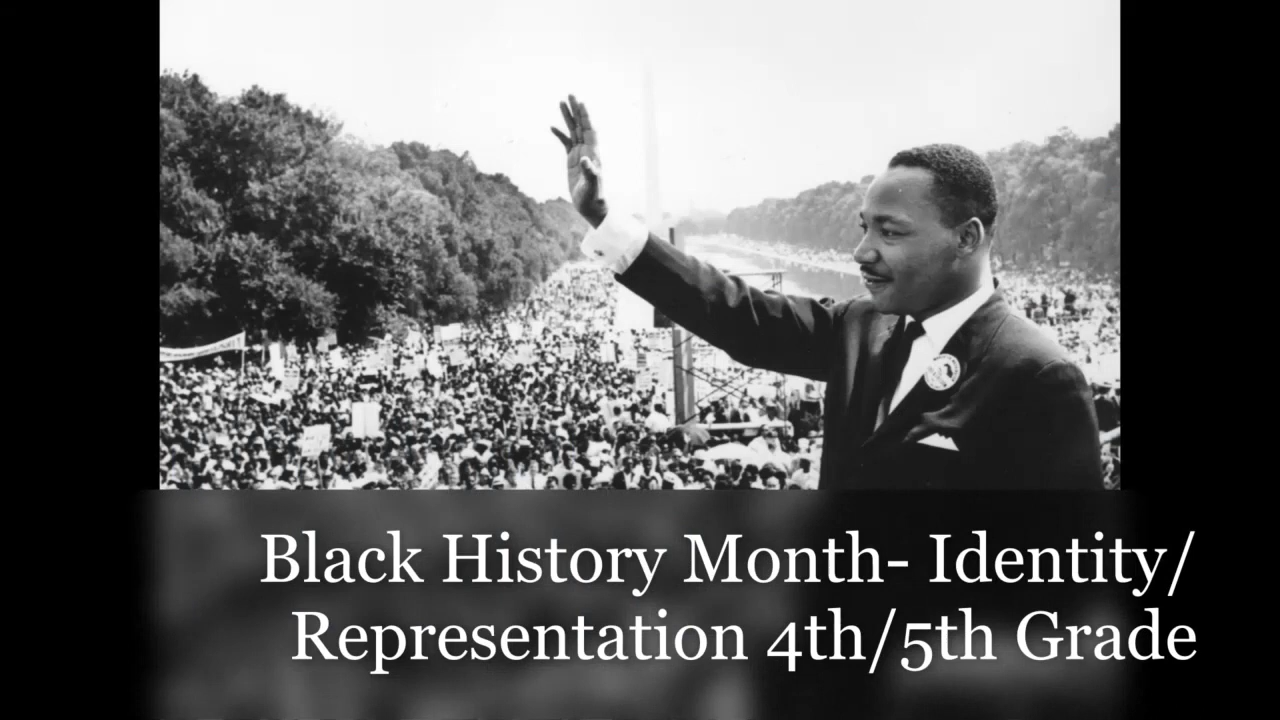 Black History Month- Identity/
Representation 4th/5th Grade